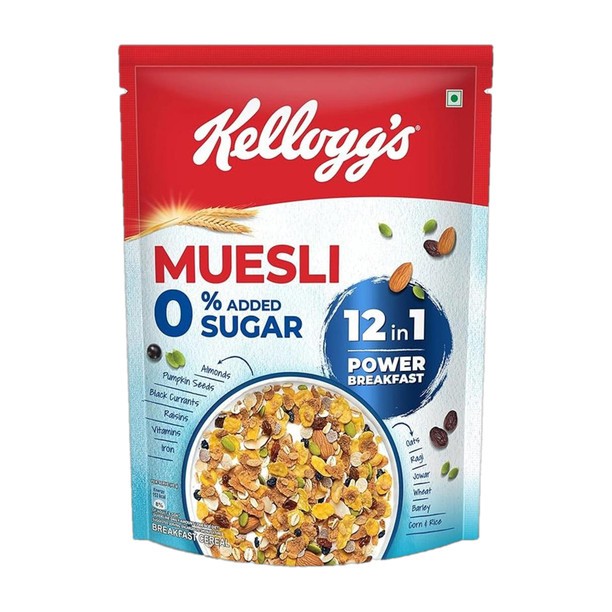 Kellogg's
MUESLI
0% ADDED
SUGAR
12 in 1
POWER
BREAKFAST
Almonds
Pumpkin Seeds
Black Currants
Raisins
Vitamins
Iron
Oats
Ragi
Jowar
Wheat
Barley
Corn & Rice
BREAKFAST CEREAL